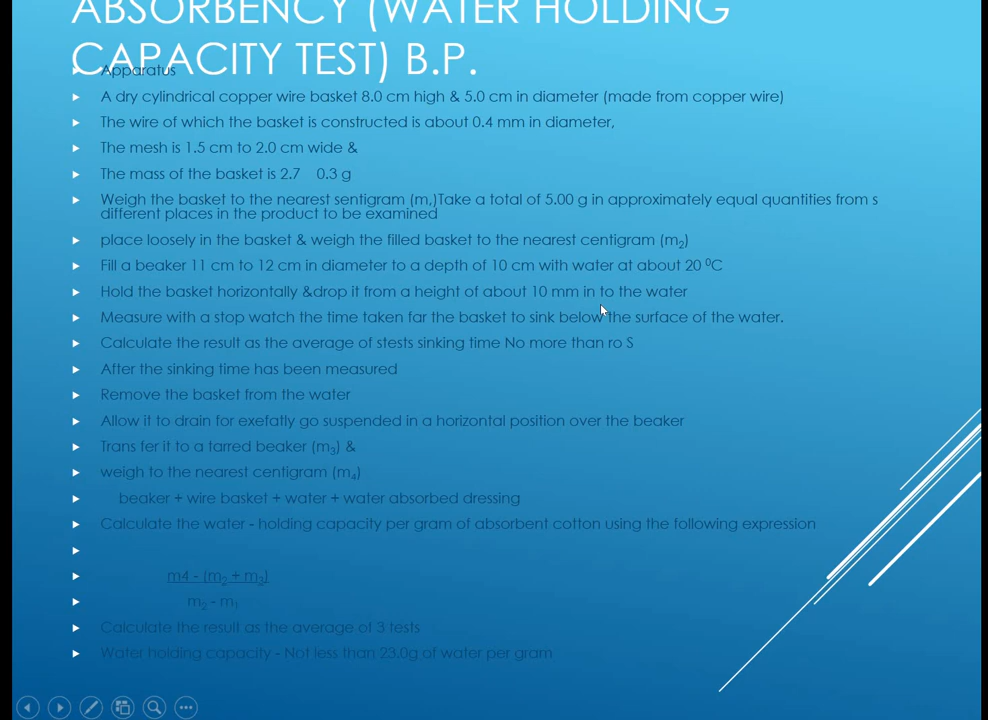 ABSORBENCY (WATER HOLDING
CAPACITY TEST) B.P.
Apparatus
A dry cylindrical copper wire basket 8.0 cm high & 5.0 cm in diameter (made from copper wire)
The wire of which the basket is constructed is about 0.4 mm in diameter,
The mesh is 1.5 cm to 2.0 cm wide &
The mass of the basket is 2.7 0.3 g
Weigh the basket to the nearest sentigram (m,)Take a total of 5.00 g in approximately equal quantities from s
different places in the product to be examined
place loosely in the basket & weigh the filled basket to the nearest centigram (m₂)
Fill a beaker 11 cm to 12 cm in diameter to a depth of 10 cm with water at about 20 ⁰C
Hold the basket horizontally &drop it from a height of about 10 mm in to the water
Measure with a stop watch the time taken far the basket to sink below the surface of the water.
Calculate the result as the average of stests sinking time No more than ro S
After the sinking time has been measured
Remove the basket from the water
Allow it to drain for exefatly go suspended in a horizontal position over the beaker
Trans fer it to a tarred beaker (m₃) &
weigh to the nearest centigram (m₄)
beaker + wire basket + water + water absorbed dressing
Calculate the water - holding capacity per gram of absorbent cotton using the following expression
m4 - (m₂ + m₃)
m₂ - m₁
Calculate the result as the average of 3 tests
Water holding capacity - Not less than 23.0g of water per gram